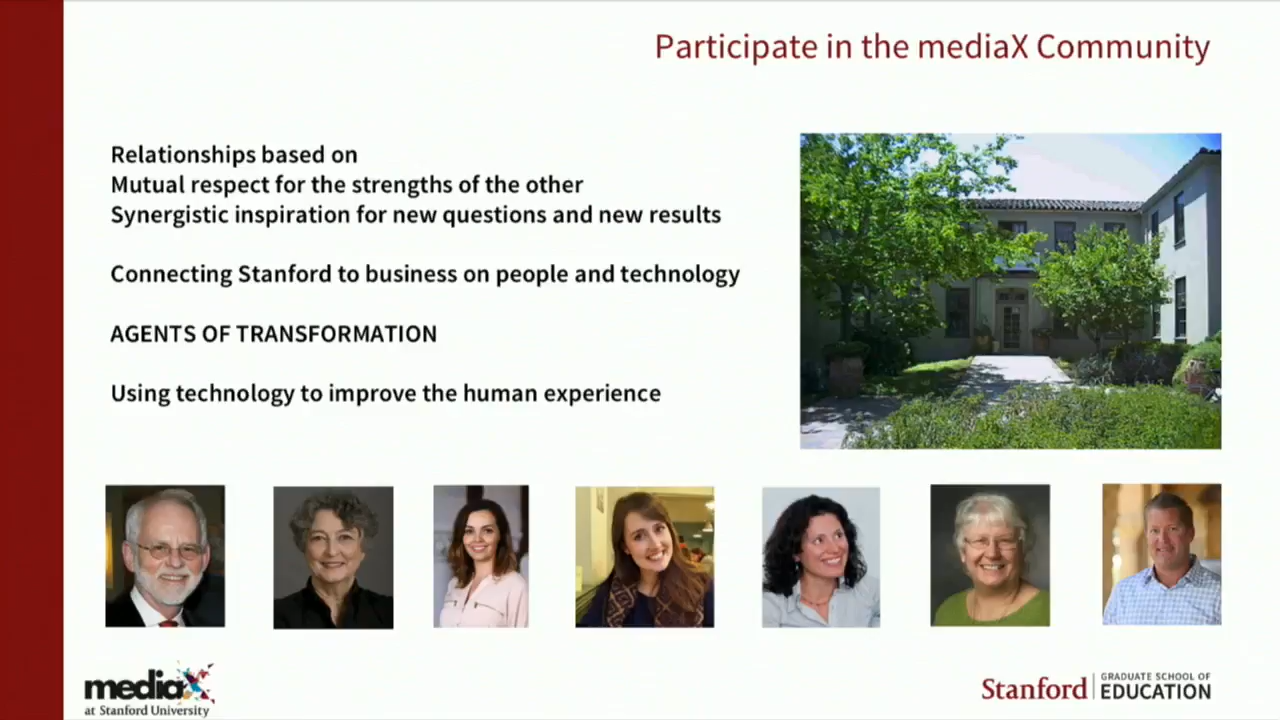 Participate in the mediaX Community
Relationships based on
Mutual respect for the strengths of the other
Synergistic inspiration for new questions and new results
Connecting Stanford to business on people and technology
AGENTS OF TRANSFORMATION
Using technology to improve the human experience
mediaX
at Stanford University
Stanford
GRADUATE SCHOOL OF
EDUCATION